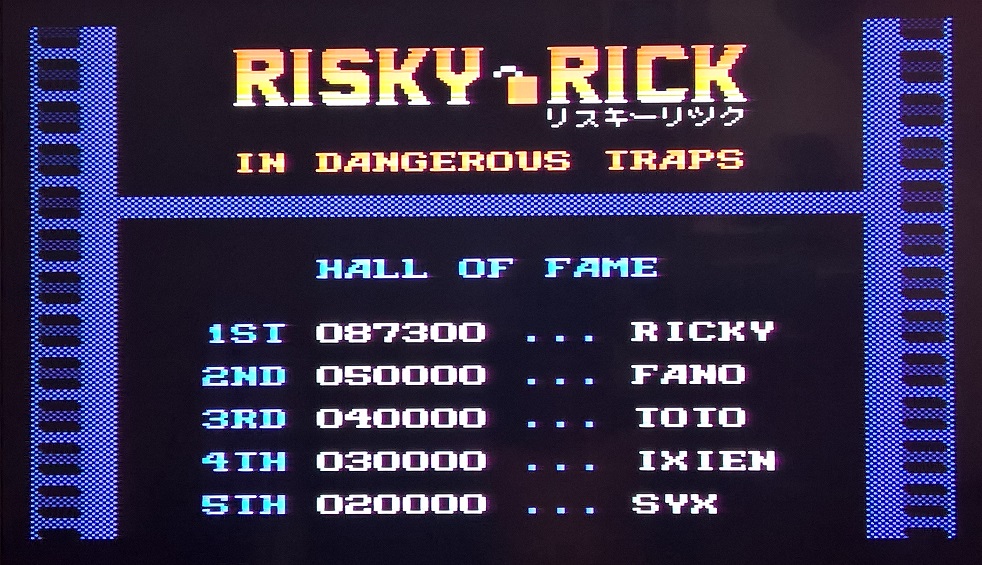 RISKY RICK
リスキーリック
IN DANGEROUS TRAPS
HALL OF FAME
1ST 087300 ... RICKY
2ND 050000 ... FANO
3RD 040000 ... TOTO
4TH 030000 ... IXIEN
5TH 020000 ... SYX